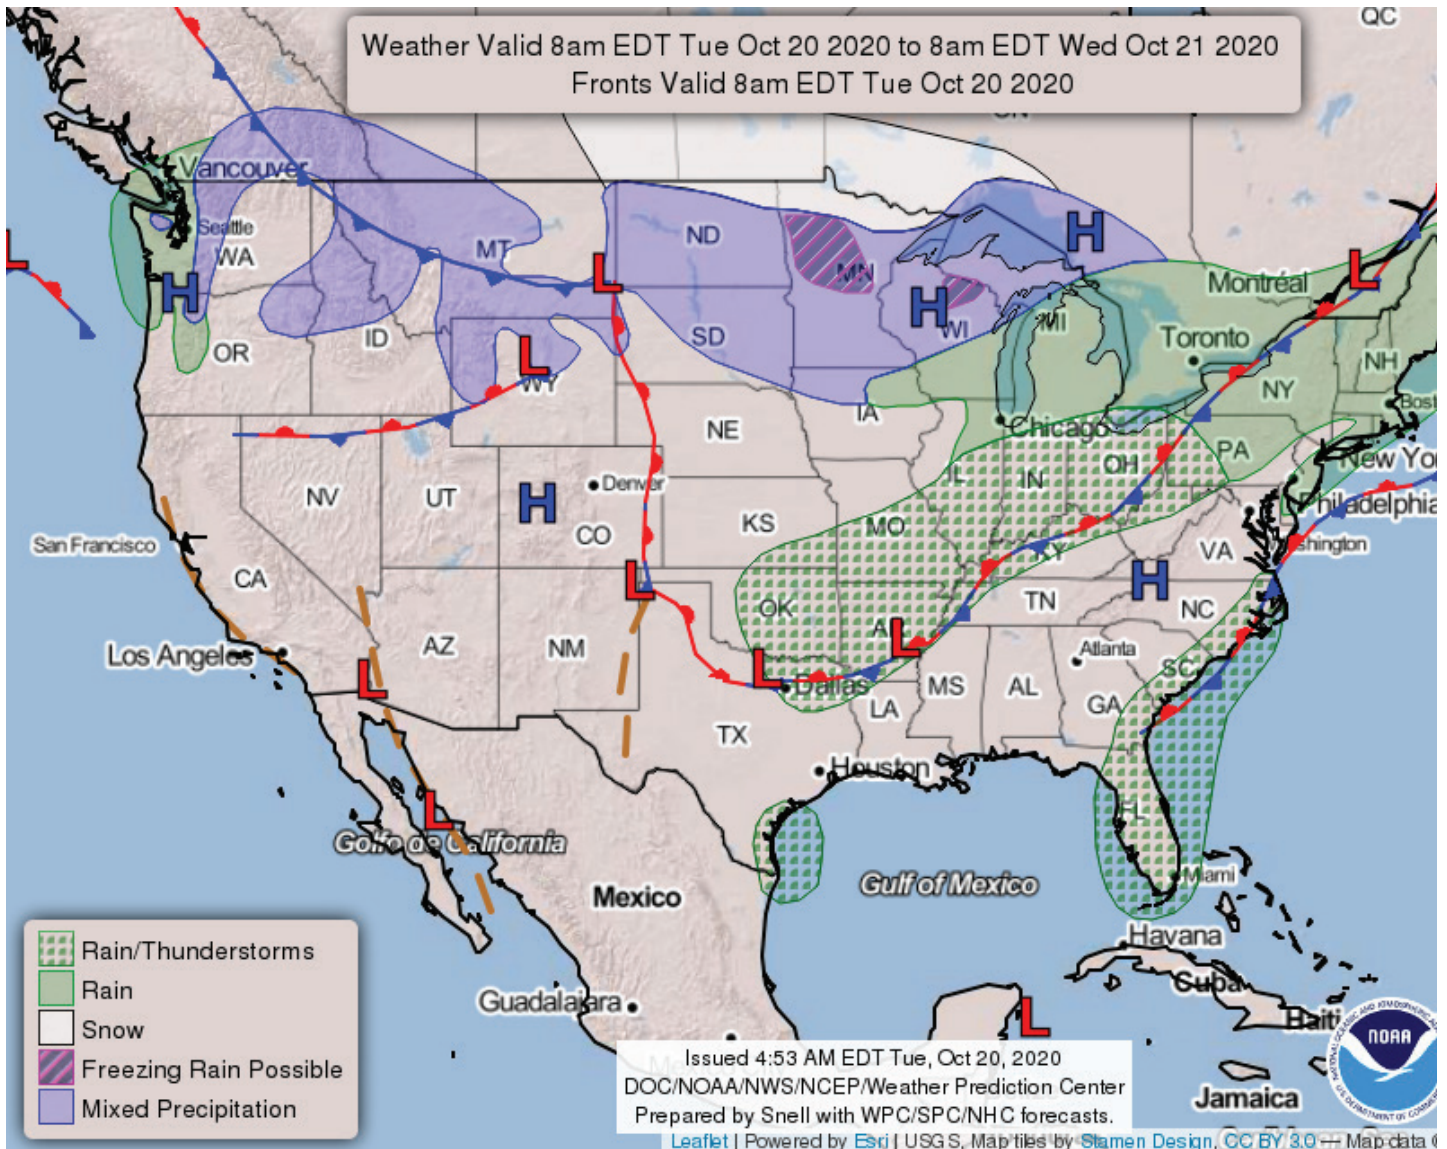 QC
Weather Valid 8am EDT Tue Oct 20 2020 to 8am EDT Wed Oct 21 2020
Fronts Valid 8am EDT Tue Oct 20 2020
Vancouver
Seattle
WA
MT
ND
MN
H
H
H
L
L
L
Montréal
OR
ID
WY
L
SD
WI
MI
Toronto
NH
NY
Boston
IA
Chicago
NE
PA
New Yo
NV
UT
H
Denver
CO
KS
IL
IN
OH
MO
Philadelphia
San Francisco
CA
KY
VA
H
L
OK
TN
NC
Los Angeles
AZ
NM
L
L
Dallas
Atlanta
SC
L
TX
LA
MS
AL
GA
Houston
L
Golfo de California
FL
Mexico
Gulf of Mexico
Miami
Havana
Cuba
Haiti
Guadalajara
L
Jamaica
Rain/Thunderstorms
Rain
Snow
Freezing Rain Possible
Mixed Precipitation
NOAA
Issued 4:53 AM EDT Tue, Oct 20, 2020
DOC/NOAA/NWS/NCEP/Weather Prediction Center
Prepared by Snell with WPC/SPC/NHC forecasts.
Leaflet | Powered by Esri | USGS, Map tiles by Stamen Design, CC BY 3.0 — Map data ©